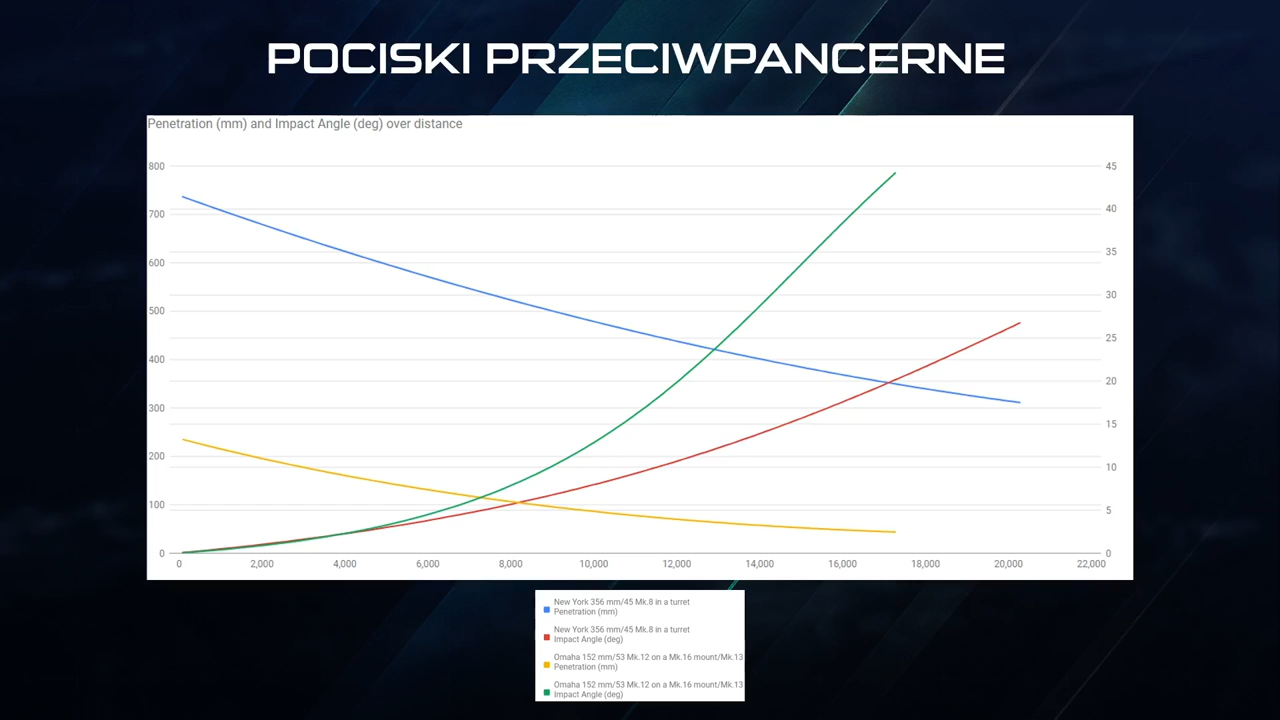 POCISKI PRZECIWPANCERNE
Penetration (mm) and Impact Angle (deg) over distance
800
700
600
500
400
300
200
100
0
45
40
35
30
25
20
15
10
5
0
0 2,000 4,000 6,000 8,000 10,000 12,000 14,000 16,000 18,000 20,000 22,000
New York 356 mm/45 Mk.8 in a turret
Penetration (mm)
New York 356 mm/45 Mk.8 in a turret
Impact Angle (deg)
Omaha 152 mm/53 Mk.12 on a Mk.16 mount/Mk.13
Penetration (mm)
Omaha 152 mm/53 Mk.12 on a Mk.16 mount/Mk.13
Impact Angle (deg)